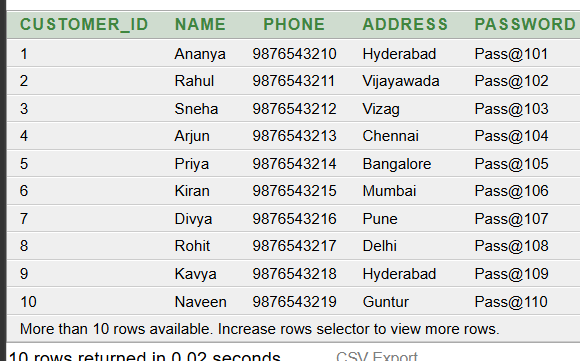 CUSTOMER_ID NAME PHONE ADDRESS PASSWORD
1 Ananya 9876543210 Hyderabad Pass@101
2 Rahul 9876543211 Vijayawada Pass@102
3 Sneha 9876543212 Vizag Pass@103
4 Arjun 9876543213 Chennai Pass@104
5 Priya 9876543214 Bangalore Pass@105
6 Kiran 9876543215 Mumbai Pass@106
7 Divya 9876543216 Pune Pass@107
8 Rohit 9876543217 Delhi Pass@108
9 Kavya 9876543218 Hyderabad Pass@109
10 Naveen 9876543219 Guntur Pass@110
More than 10 rows available. Increase rows selector to view more rows.
10 rows returned in 0.02 seconds CSV Export